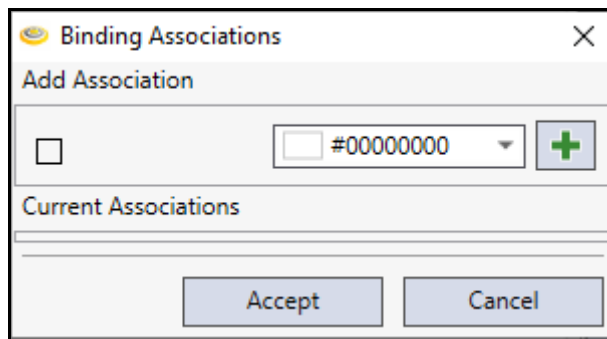 Binding Associations
Add Association
#00000000
Current Associations
Accept Cancel